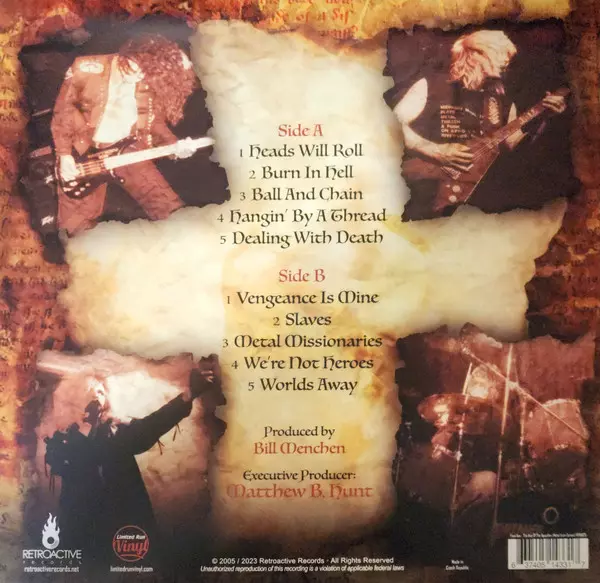 Side A
1 Heads Will Roll
2 Burn In Hell
3 Ball And Chain
4 Hangin' By A Thread
5 Dealing With Death
Side B
1 Vengeance Is Mine
2 Slaves
3 Metal Missionaries
4 We're Not Heroes
5 Worlds Away
Produced by
Bill Menchen
Executive Producer:
Matthew B. Hunt
RETROACTIVE
RECORDS
retroactiverecords.net
Limited Run
Vinyl
limitedrunvinyl.com
© 2005 / 2023 Retroactive Records - All Rights Reserved
Unauthorized reproduction of this recording is a violation of applicable federal laws
Made in
Czech Republic